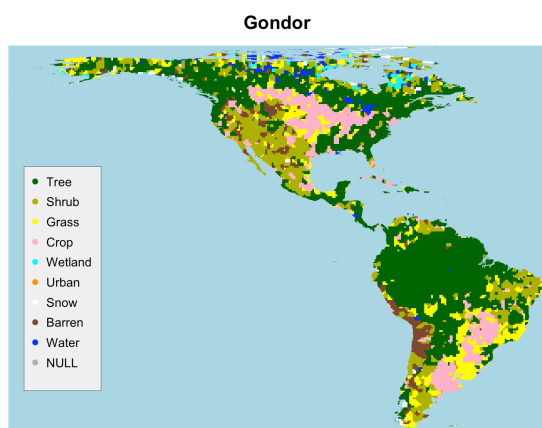 Gondor
Tree
Shrub
Grass
Crop
Wetland
Urban
Snow
Barren
Water
NULL